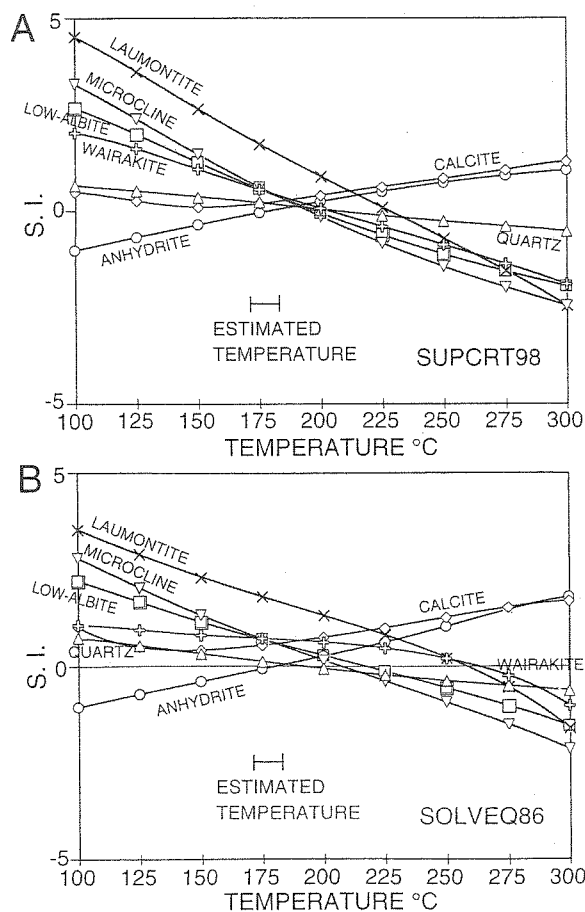 A
5
LAUMONTITE
MICROCLINE
LOW-ALBITE
WAIRAKITE
CALCITE
S. I.
0
QUARTZ
ANHYDRITE
ESTIMATED
TEMPERATURE
SUPCRT98
-5
100 125 150 175 200 225 250 275 300
TEMPERATURE °C
B
5
LAUMONTITE
MICROCLINE
LOW-ALBITE
CALCITE
QUARTZ
WAIRAKITE
S. I.
0
ANHYDRITE
ESTIMATED
TEMPERATURE
SOLVEQ86
-5
100 125 150 175 200 225 250 275 300
TEMPERATURE °C